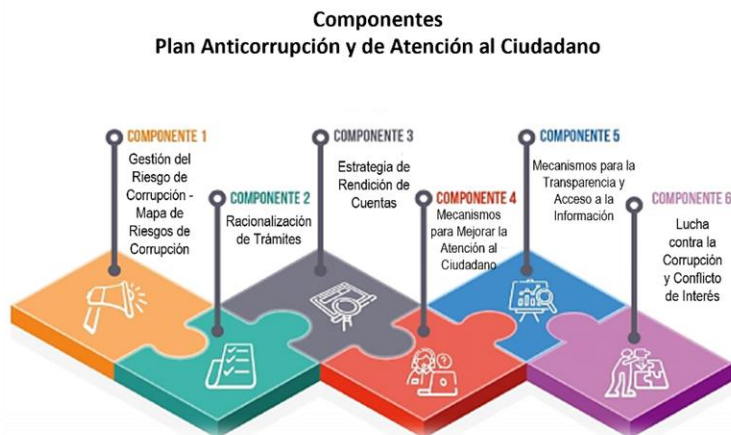 Componentes
Plan Anticorrupción y de Atención al Ciudadano
COMPONENTE 1
Gestión del
Riesgo de
Corrupción -
Mapa de
Riesgos de
Corrupción
COMPONENTE 2
Racionalización
de Trámites
COMPONENTE 3
Estrategia de
Rendición de
Cuentas
COMPONENTE 4
Mecanismos
para Mejorar la
Atención al
Ciudadano
COMPONENTE 5
Mecanismos para la
Transparencia y
Acceso a la
Información
COMPONENTE 6
Lucha
contra la
Corrupción
y Conflicto
de Interés